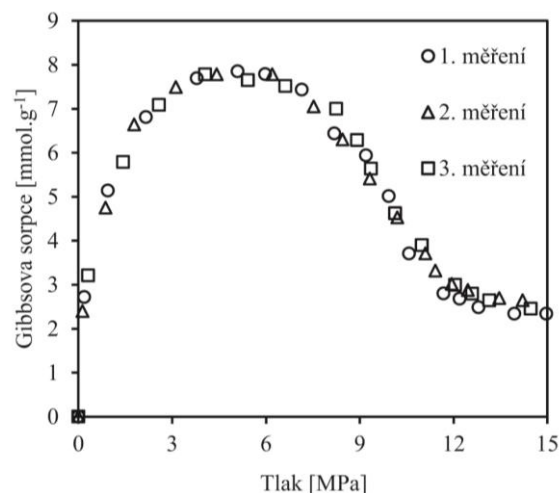 9
8
7
6
5
4
3
2
1
0
Gibbsova sorpce [mmol.g⁻¹]
1. měření
2. měření
3. měření
0 3 6 9 12 15
Tlak [MPa]